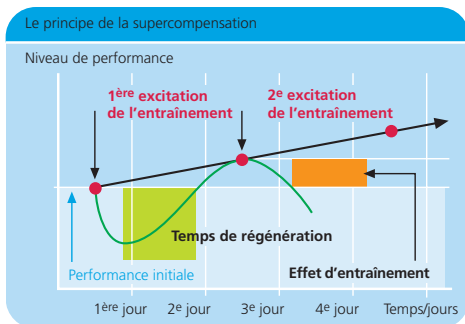 Le principe de la supercompensation
Niveau de performance
1ère excitation
de l'entraînement
2e excitation
de l'entraînement
Temps de régénération
Performance initiale
Effet d'entraînement
1ère jour
2e jour
3e jour
4e jour
Temps/jours